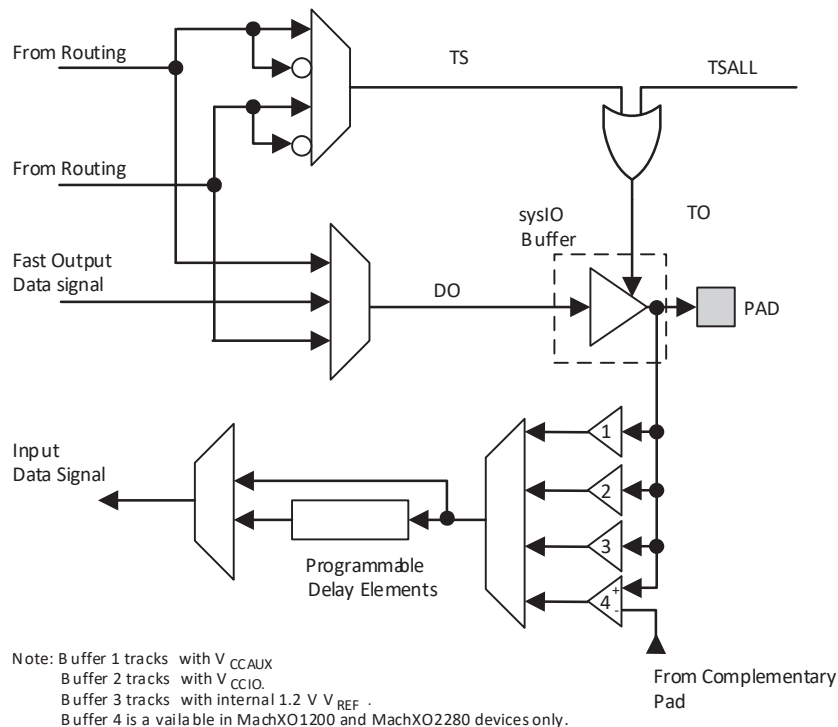 From Routing
TS
TSALL
From Routing
sysIO
Buffer
TO
Fast Output
Data signal
DO
PAD
Input
Data Signal
1
2
3
4
+
-
Programmable
Delay Elements
From Complementary
Pad
Note: Buffer 1 tracks with VCCAUX
Buffer 2 tracks with VCCIO.
Buffer 3 tracks with internal 1.2 V VREF .
Buffer 4 is a vailable in MachXO1200 and MachXO2280 devices only.